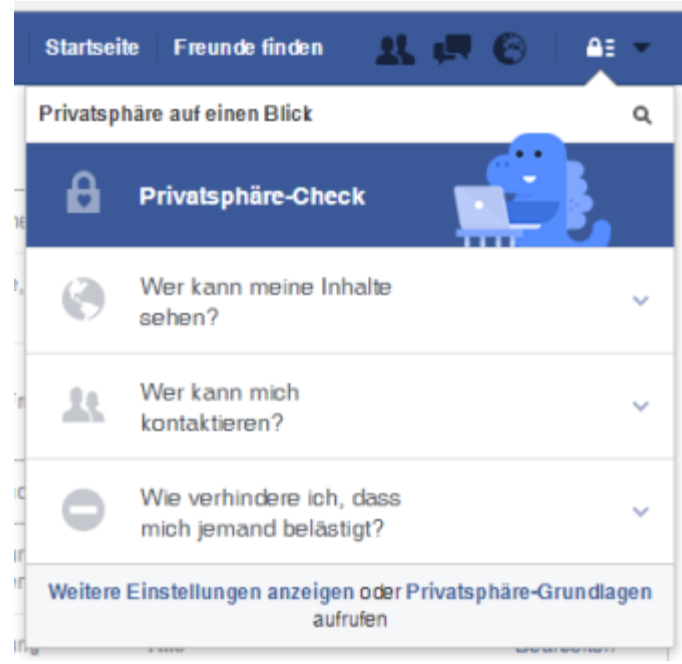 Startseite Freunde finden
Privatsphäre auf einen Blick
Privatsphäre-Check
Wer kann meine Inhalte
sehen?
Wer kann mich
kontaktieren?
Wie verhindere ich, dass
mich jemand belästigt?
Weitere Einstellungen anzeigen oder Privatsphäre-Grundlagen
aufrufen